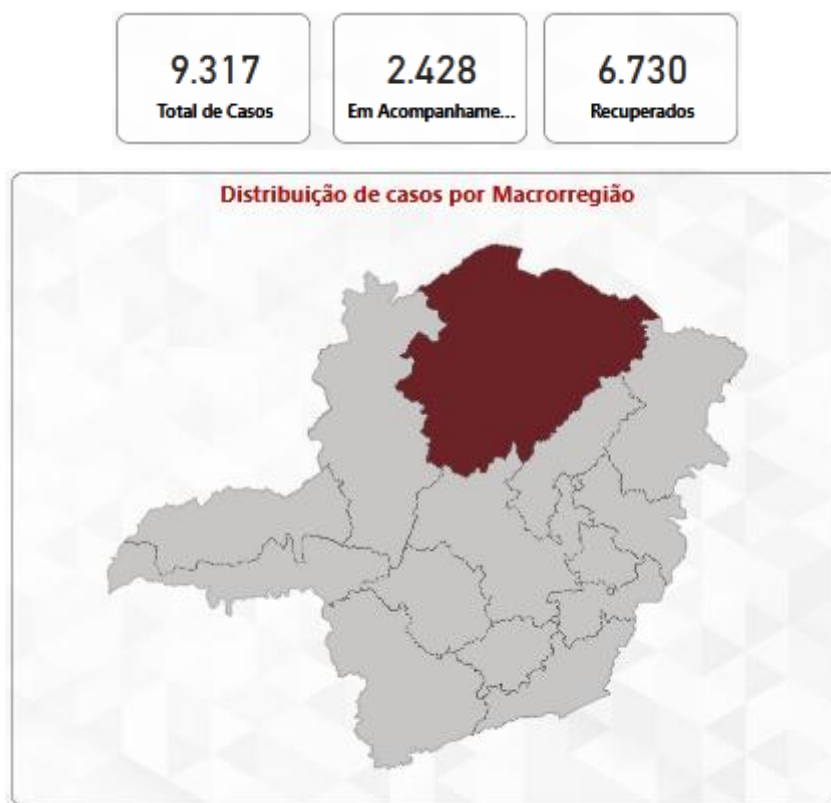 9.317
Total de Casos
2.428
Em Acompanhame...
6.730
Recuperados
Distribuição de casos por Macrorregião